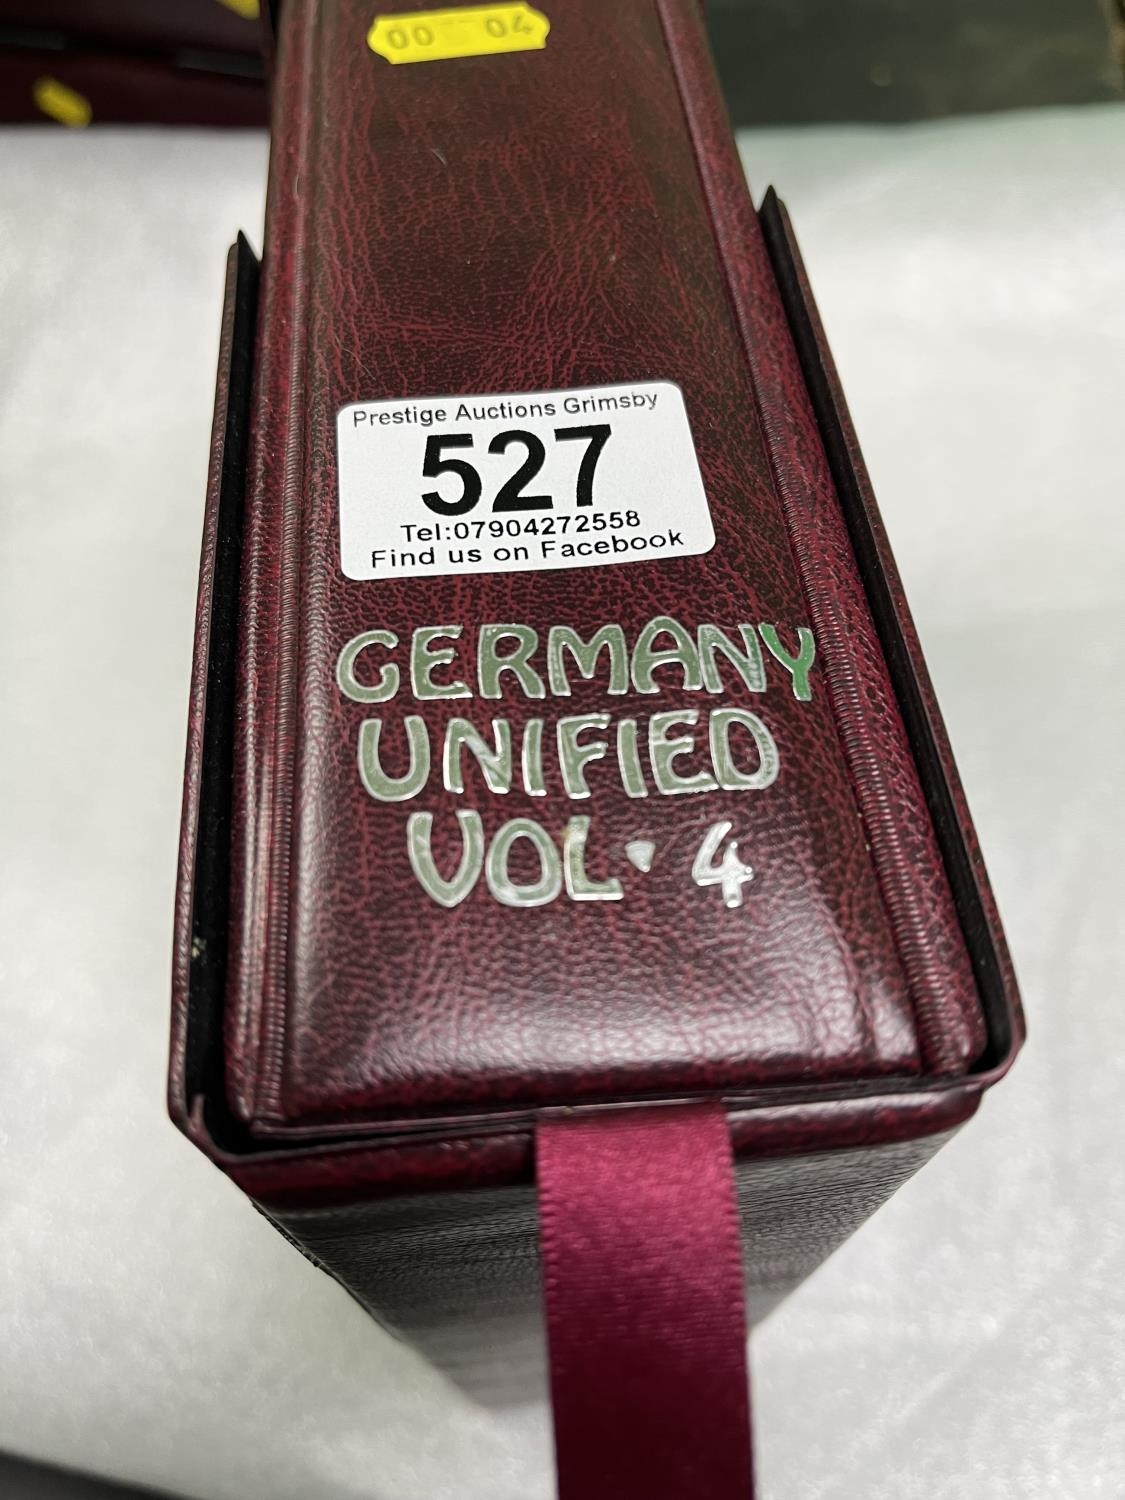 00 04
Prestige Auctions Grimsby
527
Tel:07904272558
Find us on Facebook
GERMANY
UNIFIED
VOL. 4